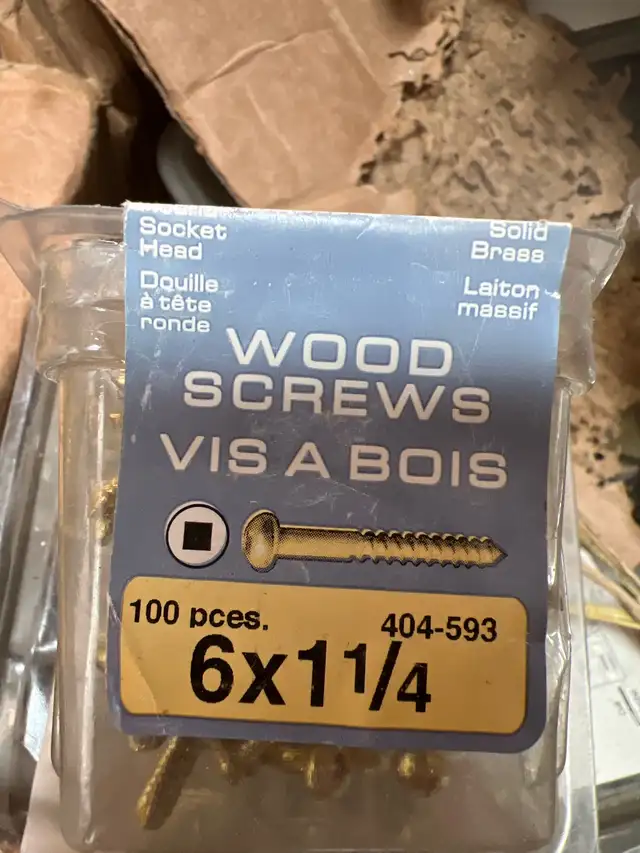 Socket
Head
Douille
à tête
ronde
Solid
Brass
Laiton
massif
WOOD
SCREWS
VIS A BOIS
100 pces.
404-593
6x1 1/4